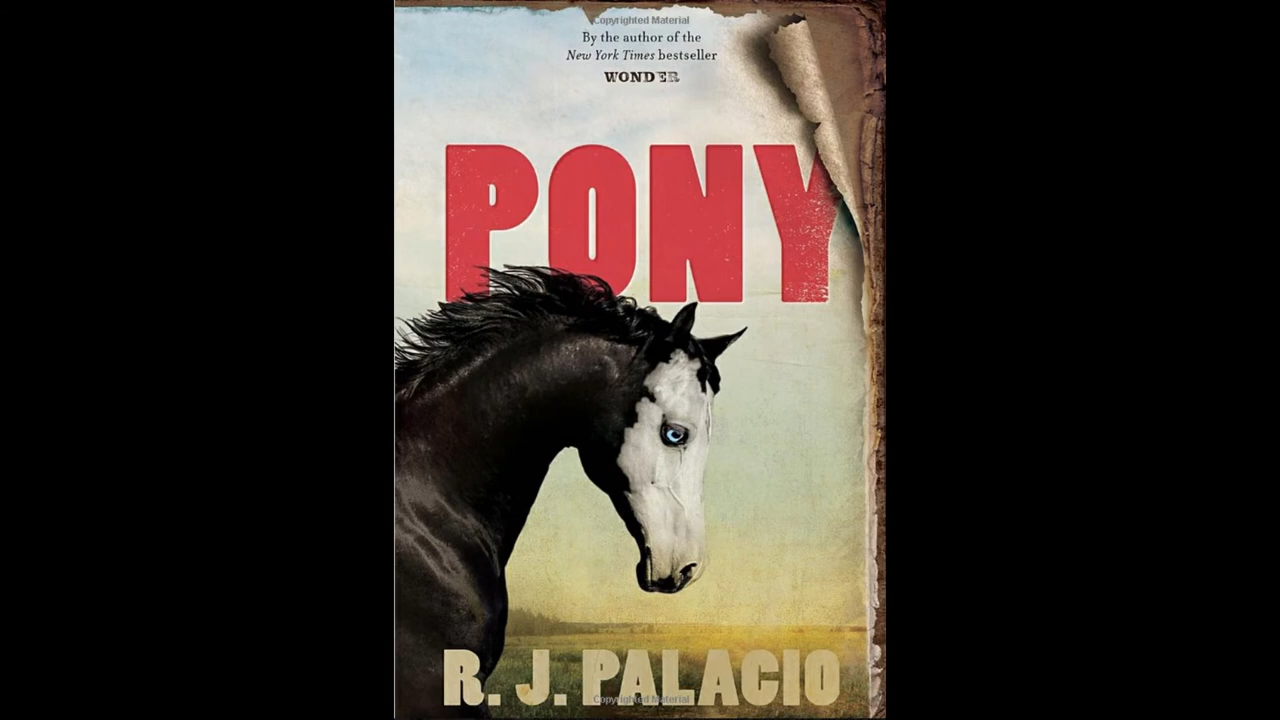 Copyrighted Material
By the author of the
New York Times bestseller
WONDER
PONY
R. J. PALACIO
Copyrighted Material